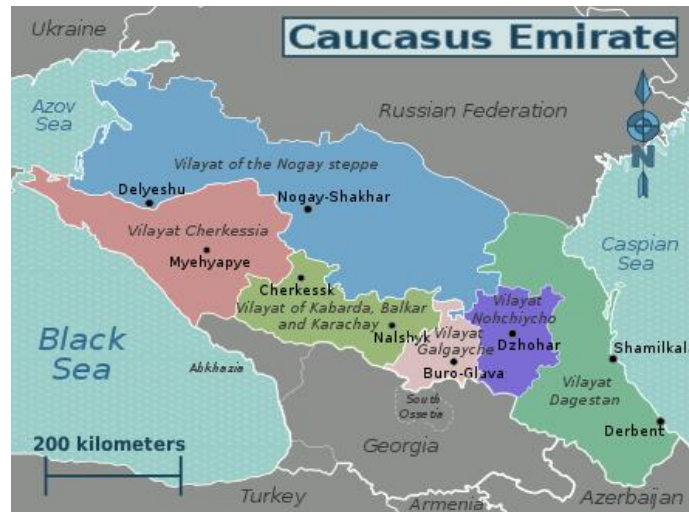 Ukraine
Caucasus Emirate
Azov
Sea
Russian Federation
N
Vilayat of the Nogay steppe
Delyeshu
Nogay-Shakhar
Vilayat Cherkessia
Myehyapye
Caspian
Sea
Cherkessk
Vilayat of Kabarda, Balkar
and Karachay
Nalshyk
Vilayat
Nohchiycho
Dzhohar
Vilayat
Galgayche
Buro-Glava
Black
Sea
Abkhazia
Shamilkala
Vilayat
Dagestan
South
Ossetia
Derbent
200 kilometers
Georgia
Turkey
Armenia
Azerbaijan